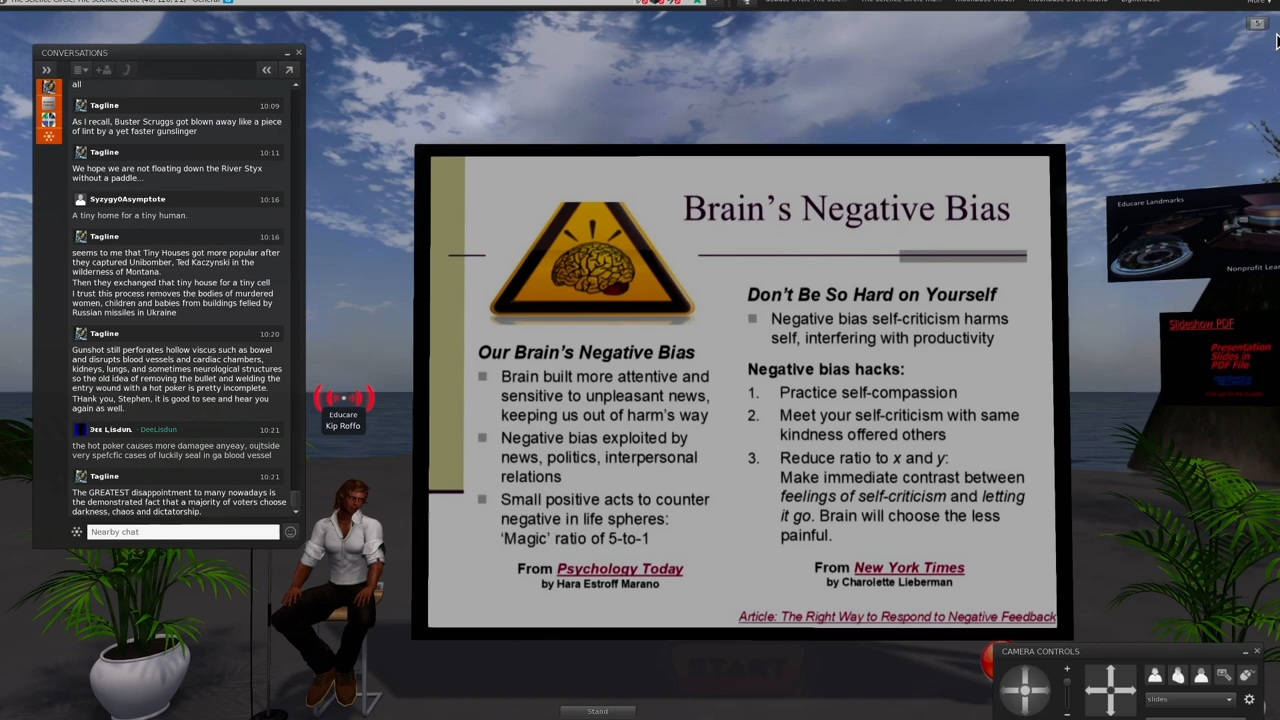 CONVERSATIONS
all
Tagline 10:09
As I recall, Buster Scruggs got blown away like a piece
of lint by a yet faster gunslinger
Tagline 10:11
We hope we are not floating down the River Styx
without a paddle...
Syzygy0Asymptote 10:16
A tiny home for a tiny human.
Tagline 10:16
seems to me that Tiny Houses got more popular after
they captured Unibomber, Ted Kaczynski in the
wilderness of Montana.
Then they exchanged that tiny house for a tiny cell
I trust this process removes the bodies of murdered
women, children and babies from buildings felled by
Russian missiles in Ukraine
Tagline 10:20
Gunshot still perforates hollow viscus such as bowel
and disrupts blood vessels and cardiac chambers,
kidneys, lungs, and sometimes neurological structures
so the old idea of removing the bullet and welding the
entry wound with a hot poker is pretty incomplete.
THank you, Stephen, it is good to see and hear you
again as well.
DeeLisdun 10:21
the hot poker causes more damagee anyeay, oujtside
very spefcfic cases of luckily seal in ga blood vessel
Tagline 10:21
The GREATEST disappointment to many nowadays is
the demonstrated fact that a majority of voters choose
darkness, chaos and dictatorship.
Nearby chat
Educare
Kip Roffo
Brain's Negative Bias
Our Brain's Negative Bias
Brain built more attentive and
sensitive to unpleasant news,
keeping us out of harm's way
Negative bias exploited by
news, politics, interpersonal
relations
Small positive acts to counter
negative in life spheres:
'Magic' ratio of 5-to-1
From Psychology Today
by Hara Estroff Marano
Don't Be So Hard on Yourself
Negative bias self-criticism harms
self, interfering with productivity
Negative bias hacks:
1. Practice self-compassion
2. Meet your self-criticism with same
kindness offered others
3. Reduce ratio to x and y:
Make immediate contrast between
feelings of self-criticism and letting
it go. Brain will choose the less
painful.
From New York Times
by Charolette Lieberman
Article: The Right Way to Respond to Negative Feedback
Educare Landmarks
Nonprofit Lear
Slideshow PDF
Presentation
Slides in
PDF File
START
Stand
CAMERA CONTROLS
slides